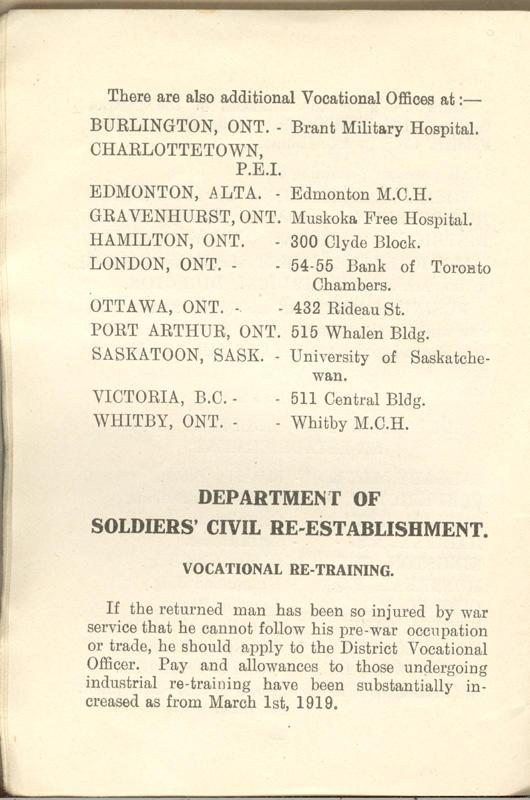 There are also additional Vocational Offices at :—
BURLINGTON, ONT. - Brant Military Hospital.
CHARLOTTETOWN,
P.E.I.
EDMONTON, ALTA. - Edmonton M.C.H.
GRAVENHURST, ONT. Muskoka Free Hospital.
HAMILTON, ONT. - 300 Clyde Block.
LONDON, ONT. - - 54-55 Bank of Toronto
Chambers.
OTTAWA, ONT. - - 432 Rideau St.
PORT ARTHUR, ONT. 515 Whalen Bldg.
SASKATOON, SASK. - University of Saskatche-
wan.
VICTORIA, B.C. - - 511 Central Bldg.
WHITBY, ONT. - - Whitby M.C.H.
DEPARTMENT OF
SOLDIERS' CIVIL RE-ESTABLISHMENT.
VOCATIONAL RE-TRAINING.
If the returned man has been so injured by war
service that he cannot follow his pre-war occupation
or trade, he should apply to the District Vocational
Officer. Pay and allowances to those undergoing
industrial re-training have been substantially in-
creased as from March 1st, 1919.